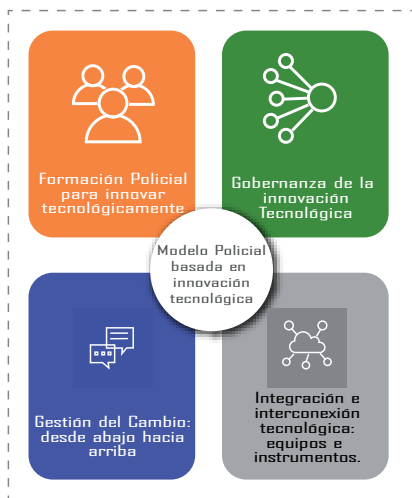 Formación Policial
para innovar
tecnológicamente
Gobernanza de la
innovación
Tecnológica
Modelo Policial
basada en
innovación
tecnológica
Gestión del Cambio:
desde abajo hacia
arriba
Integración e
interconexión
tecnológica:
equipos e
instrumentos.